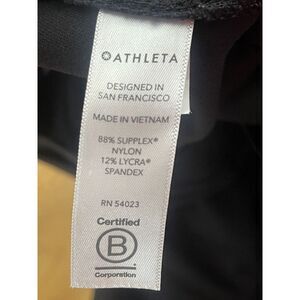 ATHLETA
DESIGNED IN
SAN FRANCISCO
MADE IN VIETNAM
88% SUPPLEX®
NYLON
12% LYCRA®
SPANDEX
RN 54023
Certified
B
Corporation